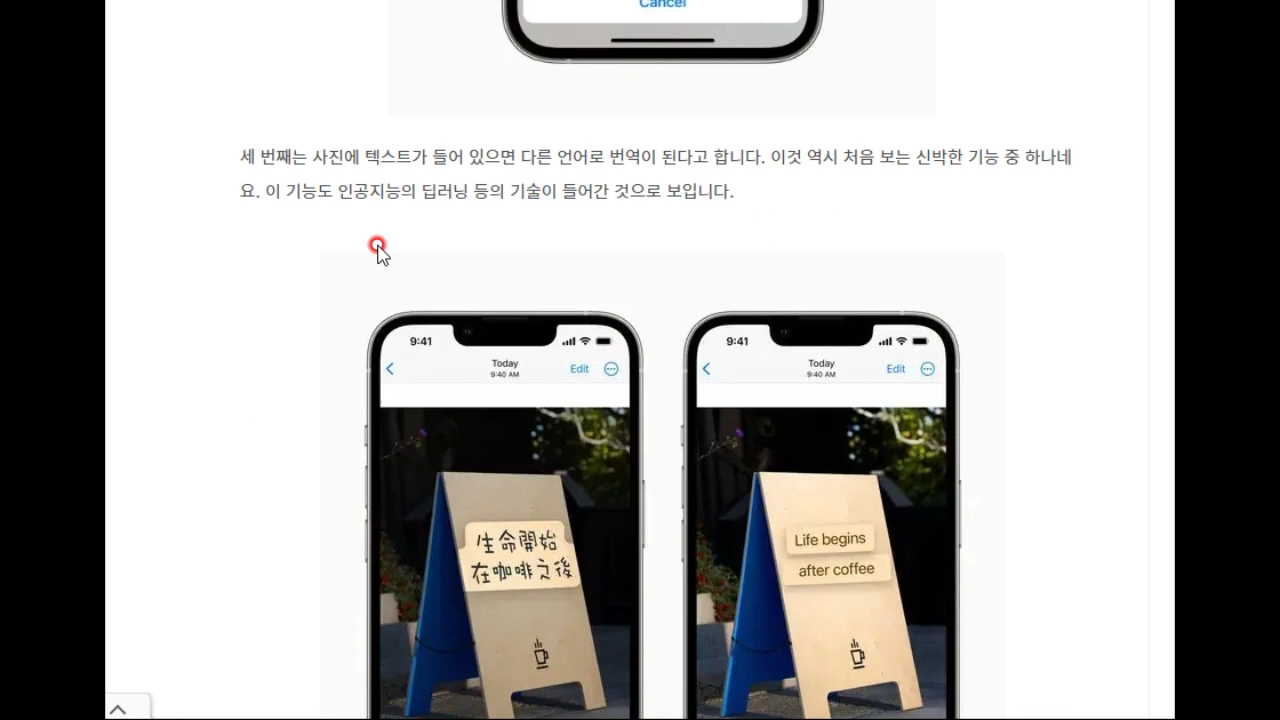 Cancel
세 번째는 사진에 텍스트가 들어 있으면 다른 언어로 번역이 된다고 합니다. 이것 역시 처음 보는 신박한 기능 중 하나네
요. 이 기능도 인공지능의 딥러닝 등의 기술이 들어간 것으로 보입니다.
9:41
Today
9:40 AM
Edit
生命開始
在咖啡之後
9:41
Today
9:40 AM
Edit
Life begins
after coffee